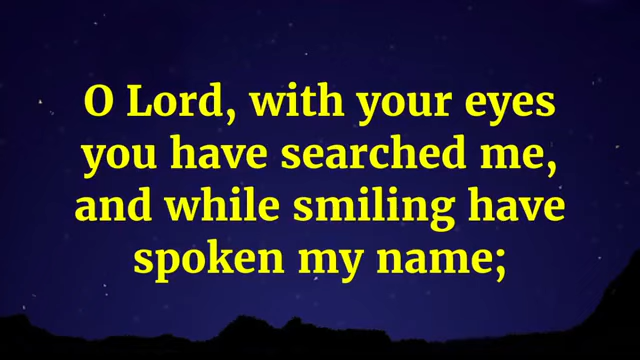 O Lord, with your eyes
you have searched me,
and while smiling have
spoken my name;